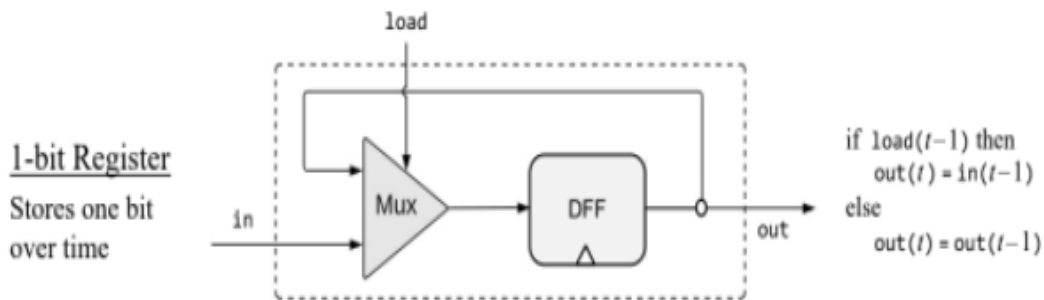 load
1-bit Register
Stores one bit
over time
in
Mux
DFF
out
if load(t−1) then
out(t) = in(t−1)
else
out(t) = out(t−1)